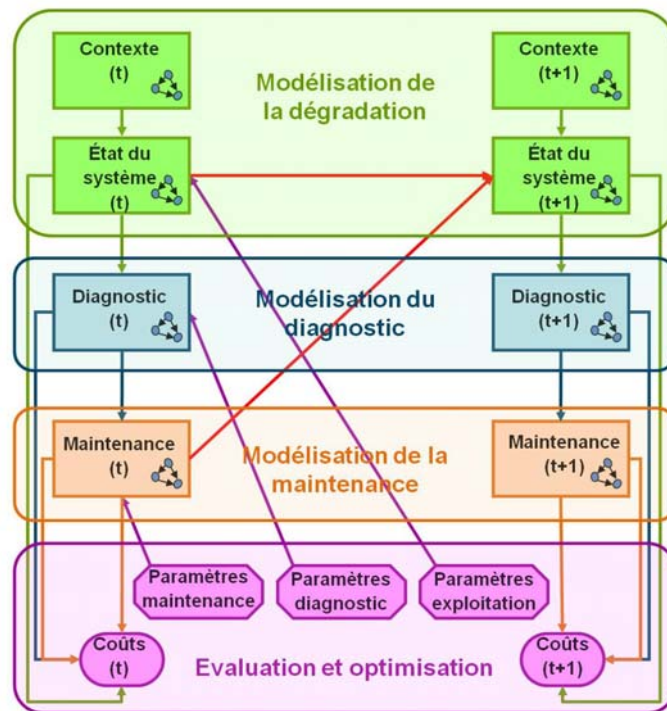 Contexte
(t)
Modélisation de
la dégradation
Contexte
(t+1)
État du
système
(t)
État du
système
(t+1)
Diagnostic
(t)
Modélisation du
diagnostic
Diagnostic
(t+1)
Maintenance
(t)
Modélisation de la
maintenance
Maintenance
(t+1)
Paramètres
maintenance
Paramètres
diagnostic
Paramètres
exploitation
Coûts
(t)
Evaluation et optimisation
Coûts
(t+1)